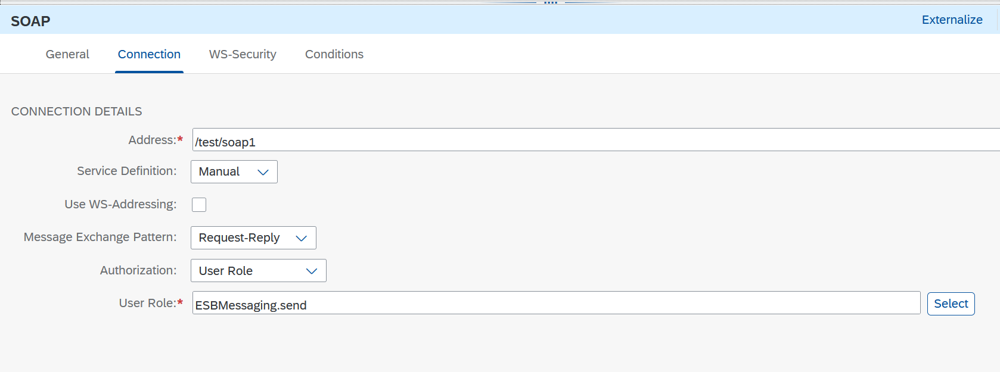 SOAP
Externalize
General Connection WS-Security Conditions
CONNECTION DETAILS
Address:* /test/soap1
Service Definition: Manual
Use WS-Addressing:
Message Exchange Pattern: Request-Reply
Authorization: User Role
User Role:* ESBMessaging.send Select